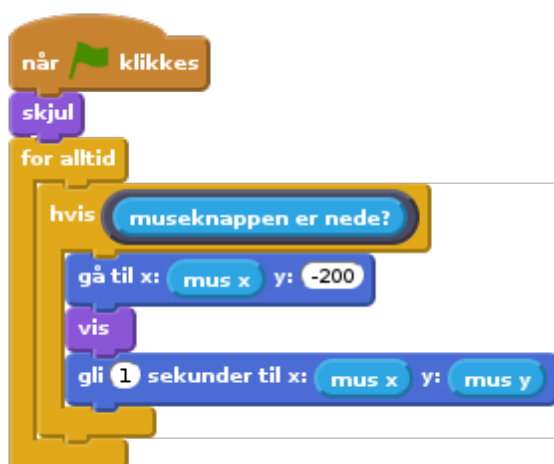 når klikkes
skjul
for alltid
hvis museknappen er nede?
gå til x: mus x y: -200
vis
gli 1 sekunder til x: mus x y: mus y